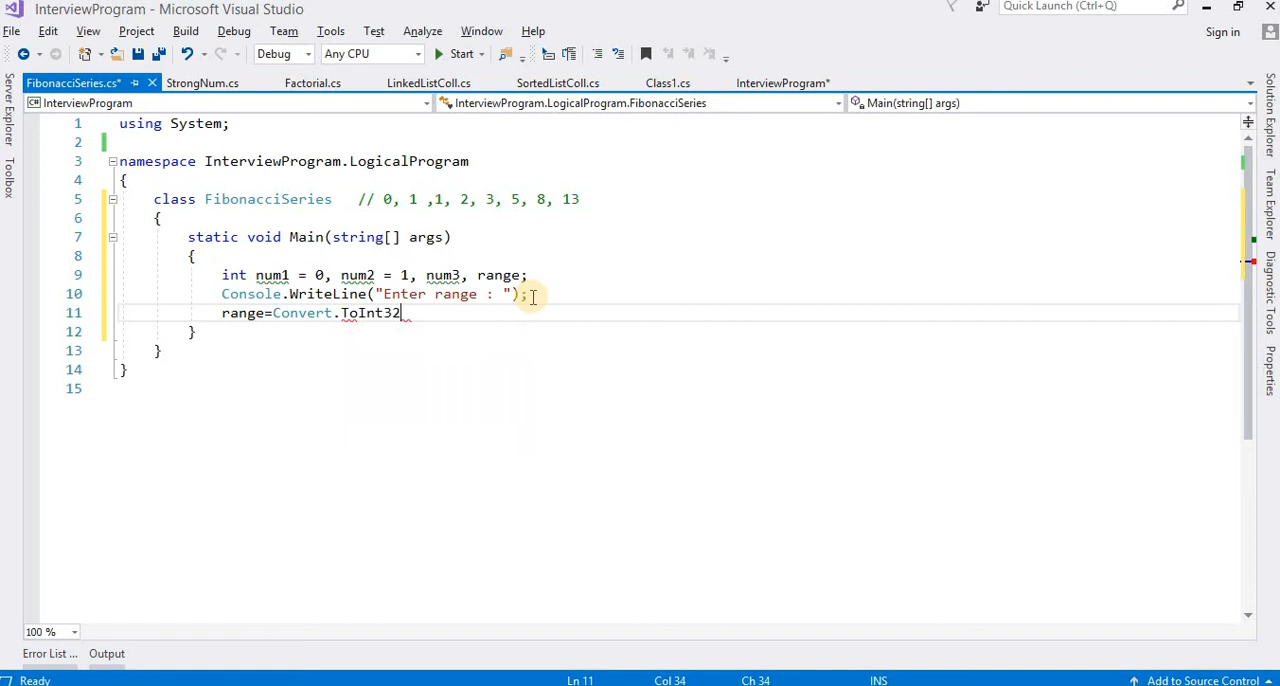 InterviewProgram - Microsoft Visual Studio
Quick Launch (Ctrl+Q)
File Edit View Project Build Debug Team Tools Test Analyze Window Help
Sign in
Debug Any CPU Start
FibonacciSeries.cs* StrongNum.cs Factorial.cs LinkedListColl.cs SortedListColl.cs Class1.cs InterviewProgram*
C# InterviewProgram InterviewProgram.LogicalProgram.FibonacciSeries Main(string[] args)
Server Explorer
Toolbox
1 using System;
2
3 namespace InterviewProgram.LogicalProgram
4 {
5 class FibonacciSeries // 0, 1 ,1, 2, 3, 5, 8, 13
6 {
7 static void Main(string[] args)
8 {
9 int num1 = 0, num2 = 1, num3, range;
10 Console.WriteLine("Enter range : ");
11 range=Convert.ToInt32
12 }
13 }
14 }
15
Solution Explorer
Team Explorer
Diagnostic Tools
Properties
100 %
Error List ... Output
Ready Ln 11 Col 34 Ch 34 INS Add to Source Control